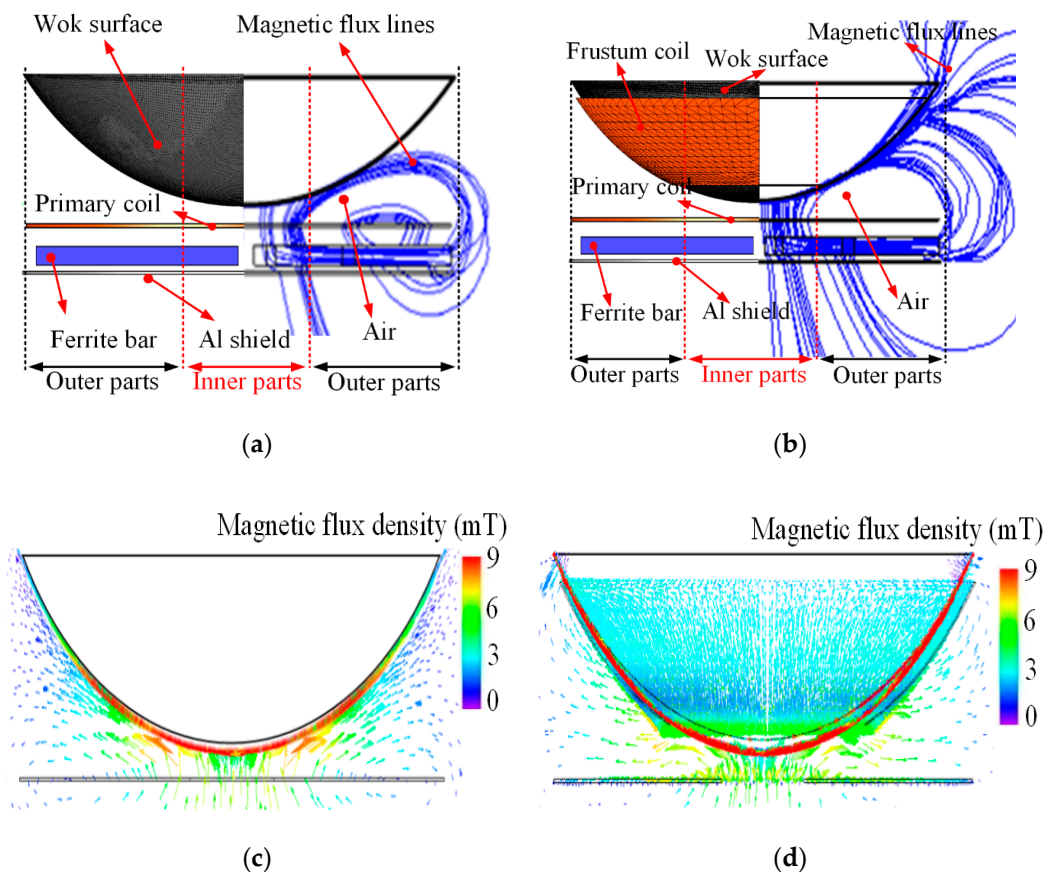 Wok surface
Magnetic flux lines
Primary coil
Ferrite bar
Al shield
Air
Outer parts
Inner parts
Outer parts
(a)
Frustum coil
Wok surface
Magnetic flux lines
Primary coil
Ferrite bar
Al shield
Air
Outer parts
Inner parts
Outer parts
(b)
Magnetic flux density (mT)
9
6
3
0
(c)
Magnetic flux density (mT)
9
6
3
0
(d)